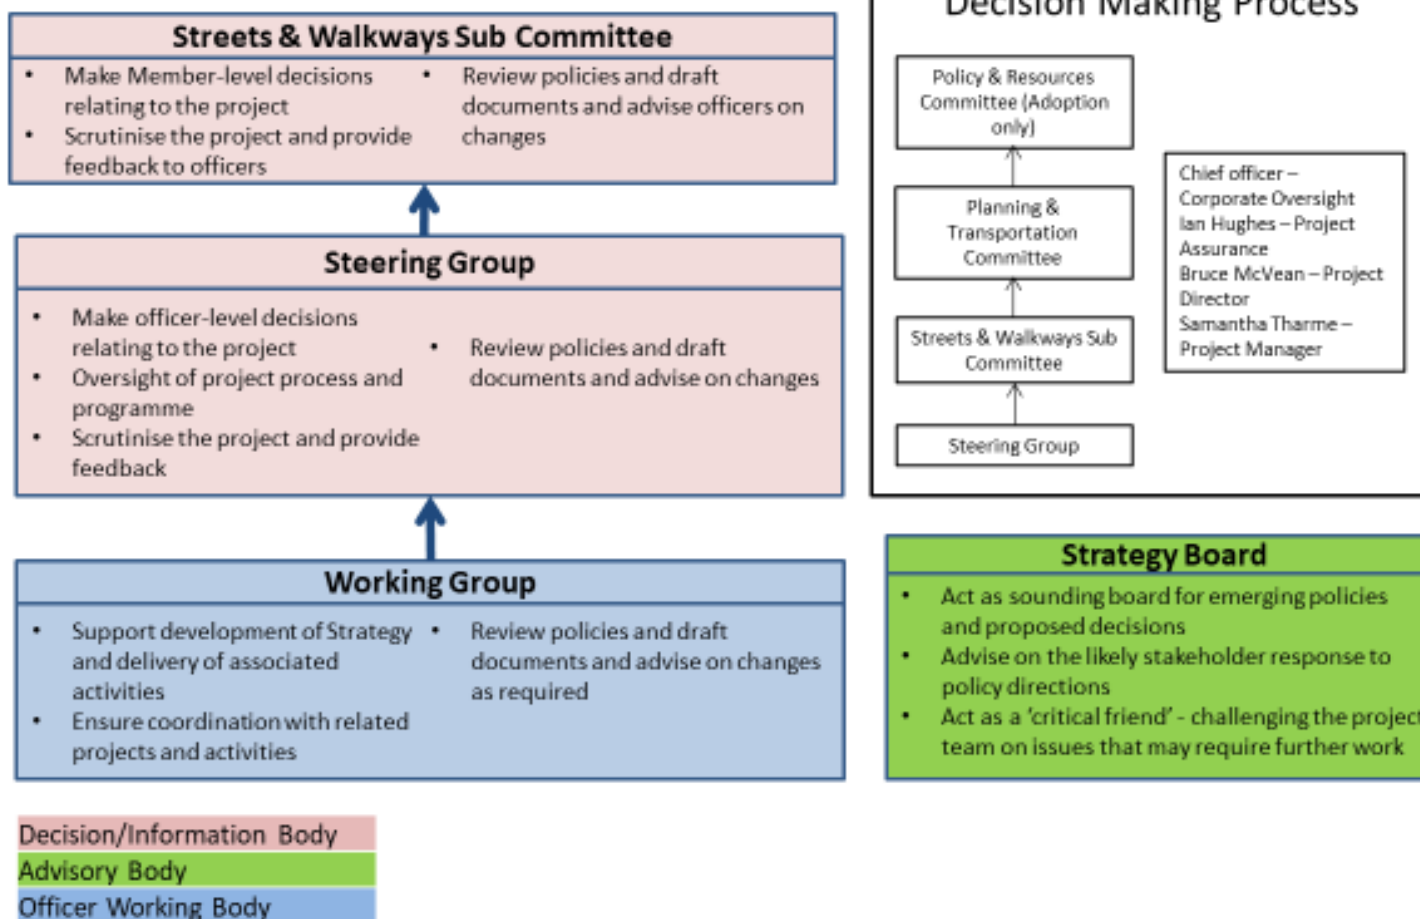 Streets & Walkways Sub Committee
• Make Member-level decisions
relating to the project
• Scrutinise the project and provide
feedback to officers
• Review policies and draft
documents and advise officers on
changes
Steering Group
• Make officer-level decisions
relating to the project
• Oversight of project process and
programme
• Scrutinise the project and provide
feedback
• Review policies and draft
documents and advise on changes
Working Group
• Support development of Strategy
and delivery of associated
activities
• Ensure coordination with related
projects and activities
• Review policies and draft
documents and advise on changes
as required
Decision/Information Body
Advisory Body
Officer Working Body
Decision Making Process
Policy & Resources
Committee (Adoption
only)
Planning &
Transportation
Committee
Streets & Walkways Sub
Committee
Steering Group
Chief officer –
Corporate Oversight
Ian Hughes – Project
Assurance
Bruce McVean – Project
Director
Samantha Tharme –
Project Manager
Strategy Board
• Act as sounding board for emerging policies
and proposed decisions
• Advise on the likely stakeholder response to
policy directions
• Act as a ‘critical friend’ - challenging the project
team on issues that may require further work